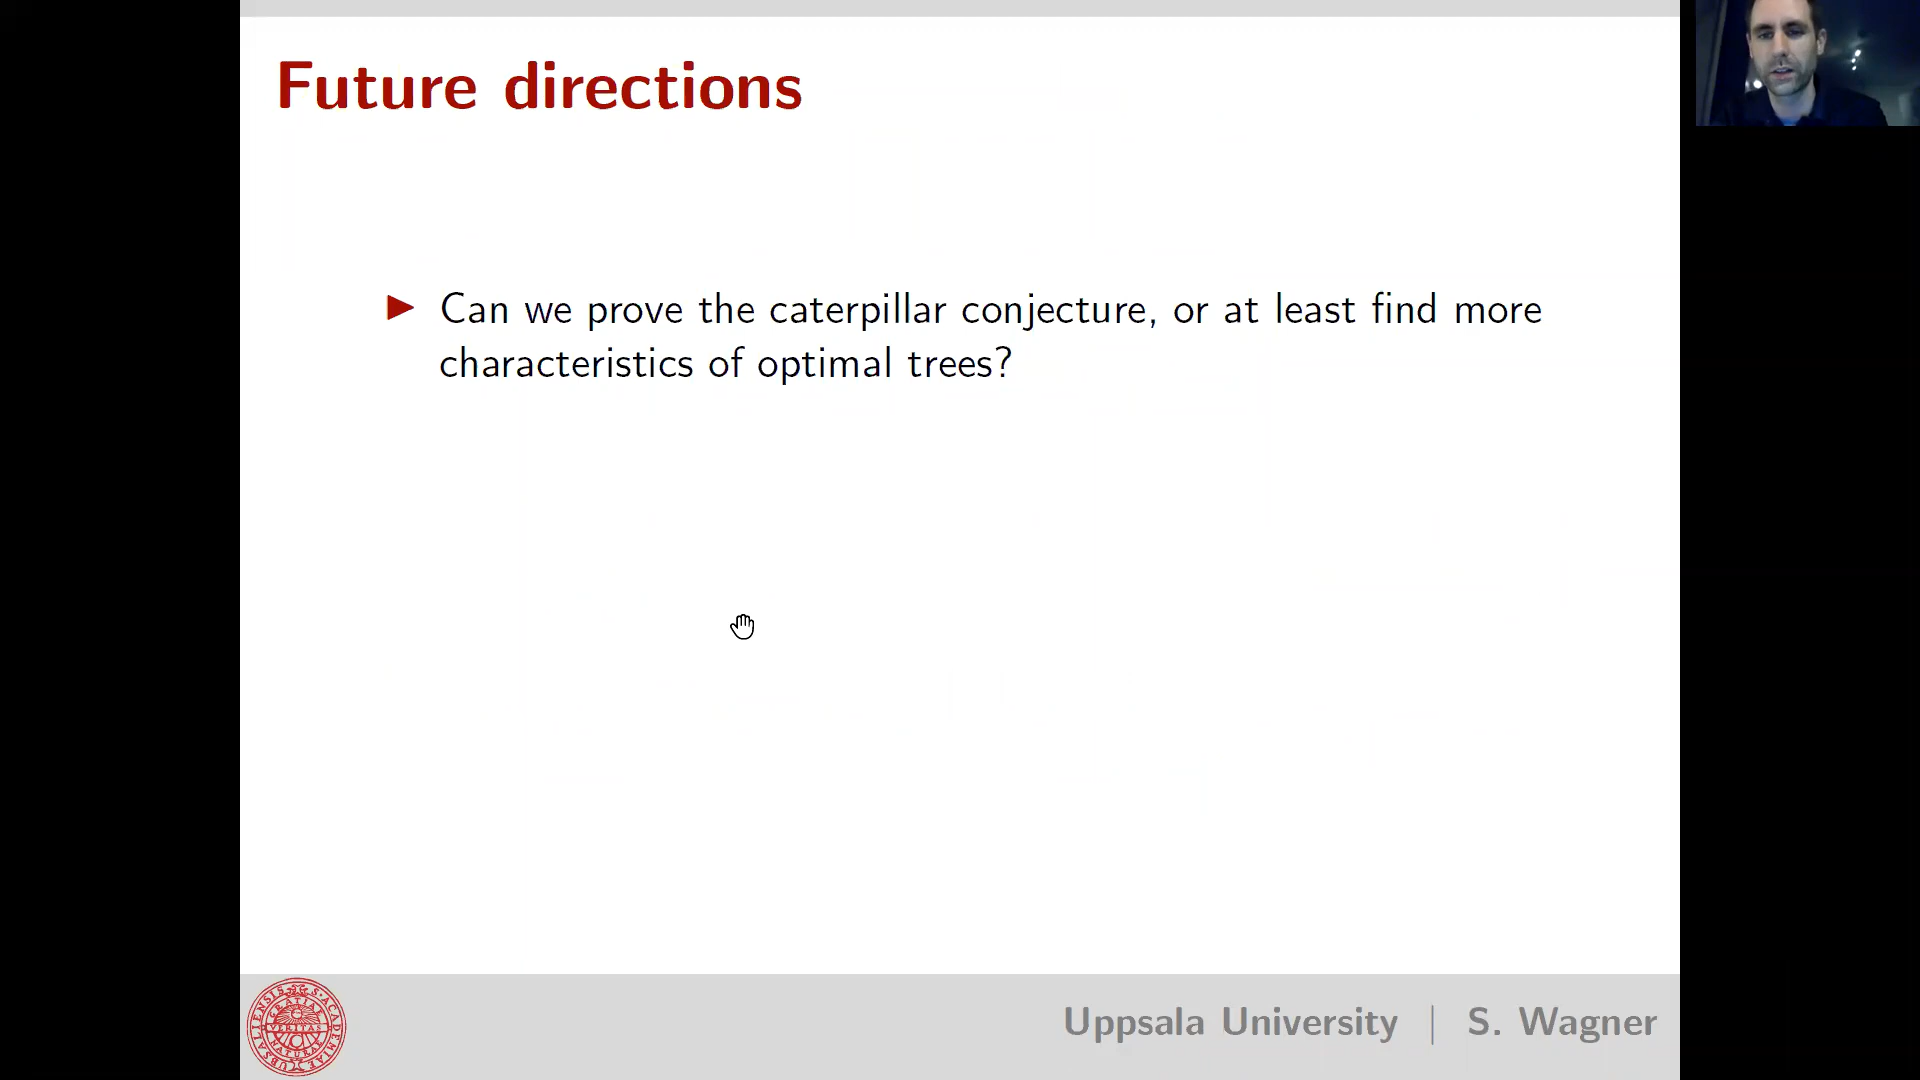 Future directions
Can we prove the caterpillar conjecture, or at least find more
characteristics of optimal trees?
Uppsala University | S. Wagner